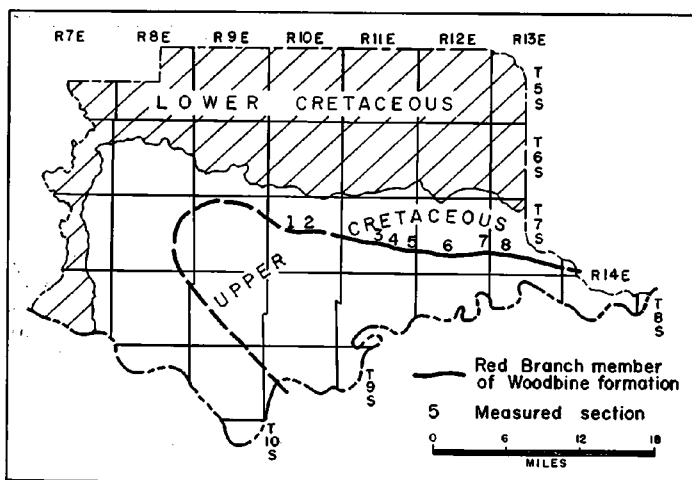 R7E R8E R9E R10E R11E R12E R13E
T5S
LOWER CRETACEOUS
T6S
T7S
CRETACEOUS
1 2 3 4 5 6 7 8
UPPER
R14E
T8S
Red Branch member
of Woodbine formation
T9S
5 Measured section
T10S
0 6 12 18
MILES